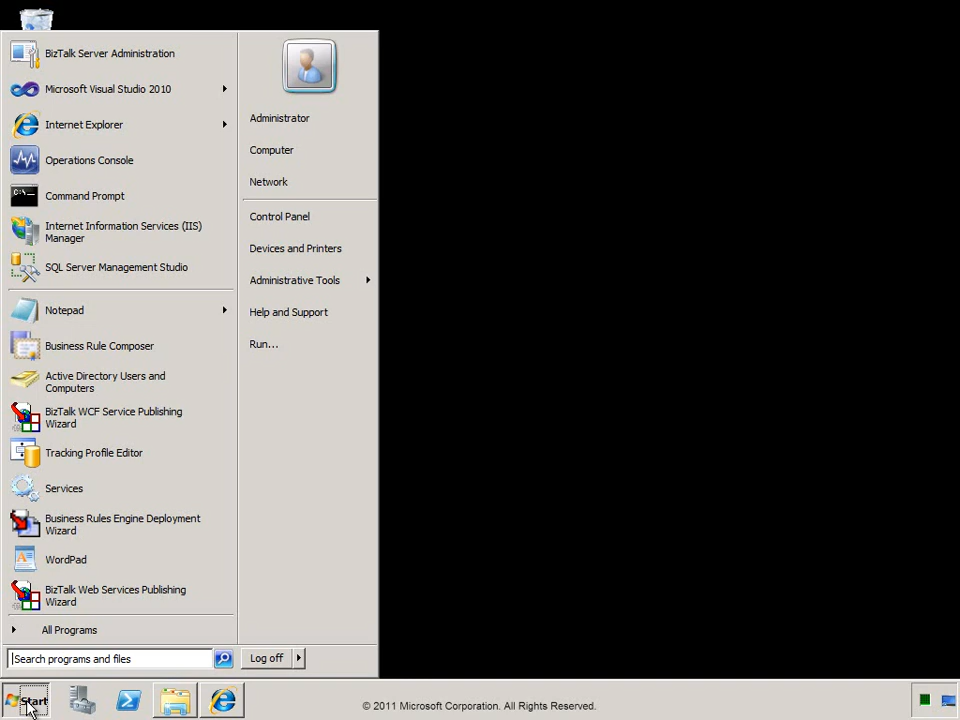 BizTalk Server Administration
Microsoft Visual Studio 2010
Internet Explorer
Operations Console
C:\
Command Prompt
Internet Information Services (IIS)
Manager
SQL Server Management Studio
Notepad
Business Rule Composer
Active Directory Users and
Computers
BizTalk WCF Service Publishing
Wizard
Tracking Profile Editor
Services
Business Rules Engine Deployment
Wizard
WordPad
BizTalk Web Services Publishing
Wizard
All Programs
Search programs and files
Administrator
Computer
Network
Control Panel
Devices and Printers
Administrative Tools
Help and Support
Run...
Log off
Start
© 2011 Microsoft Corporation. All Rights Reserved.